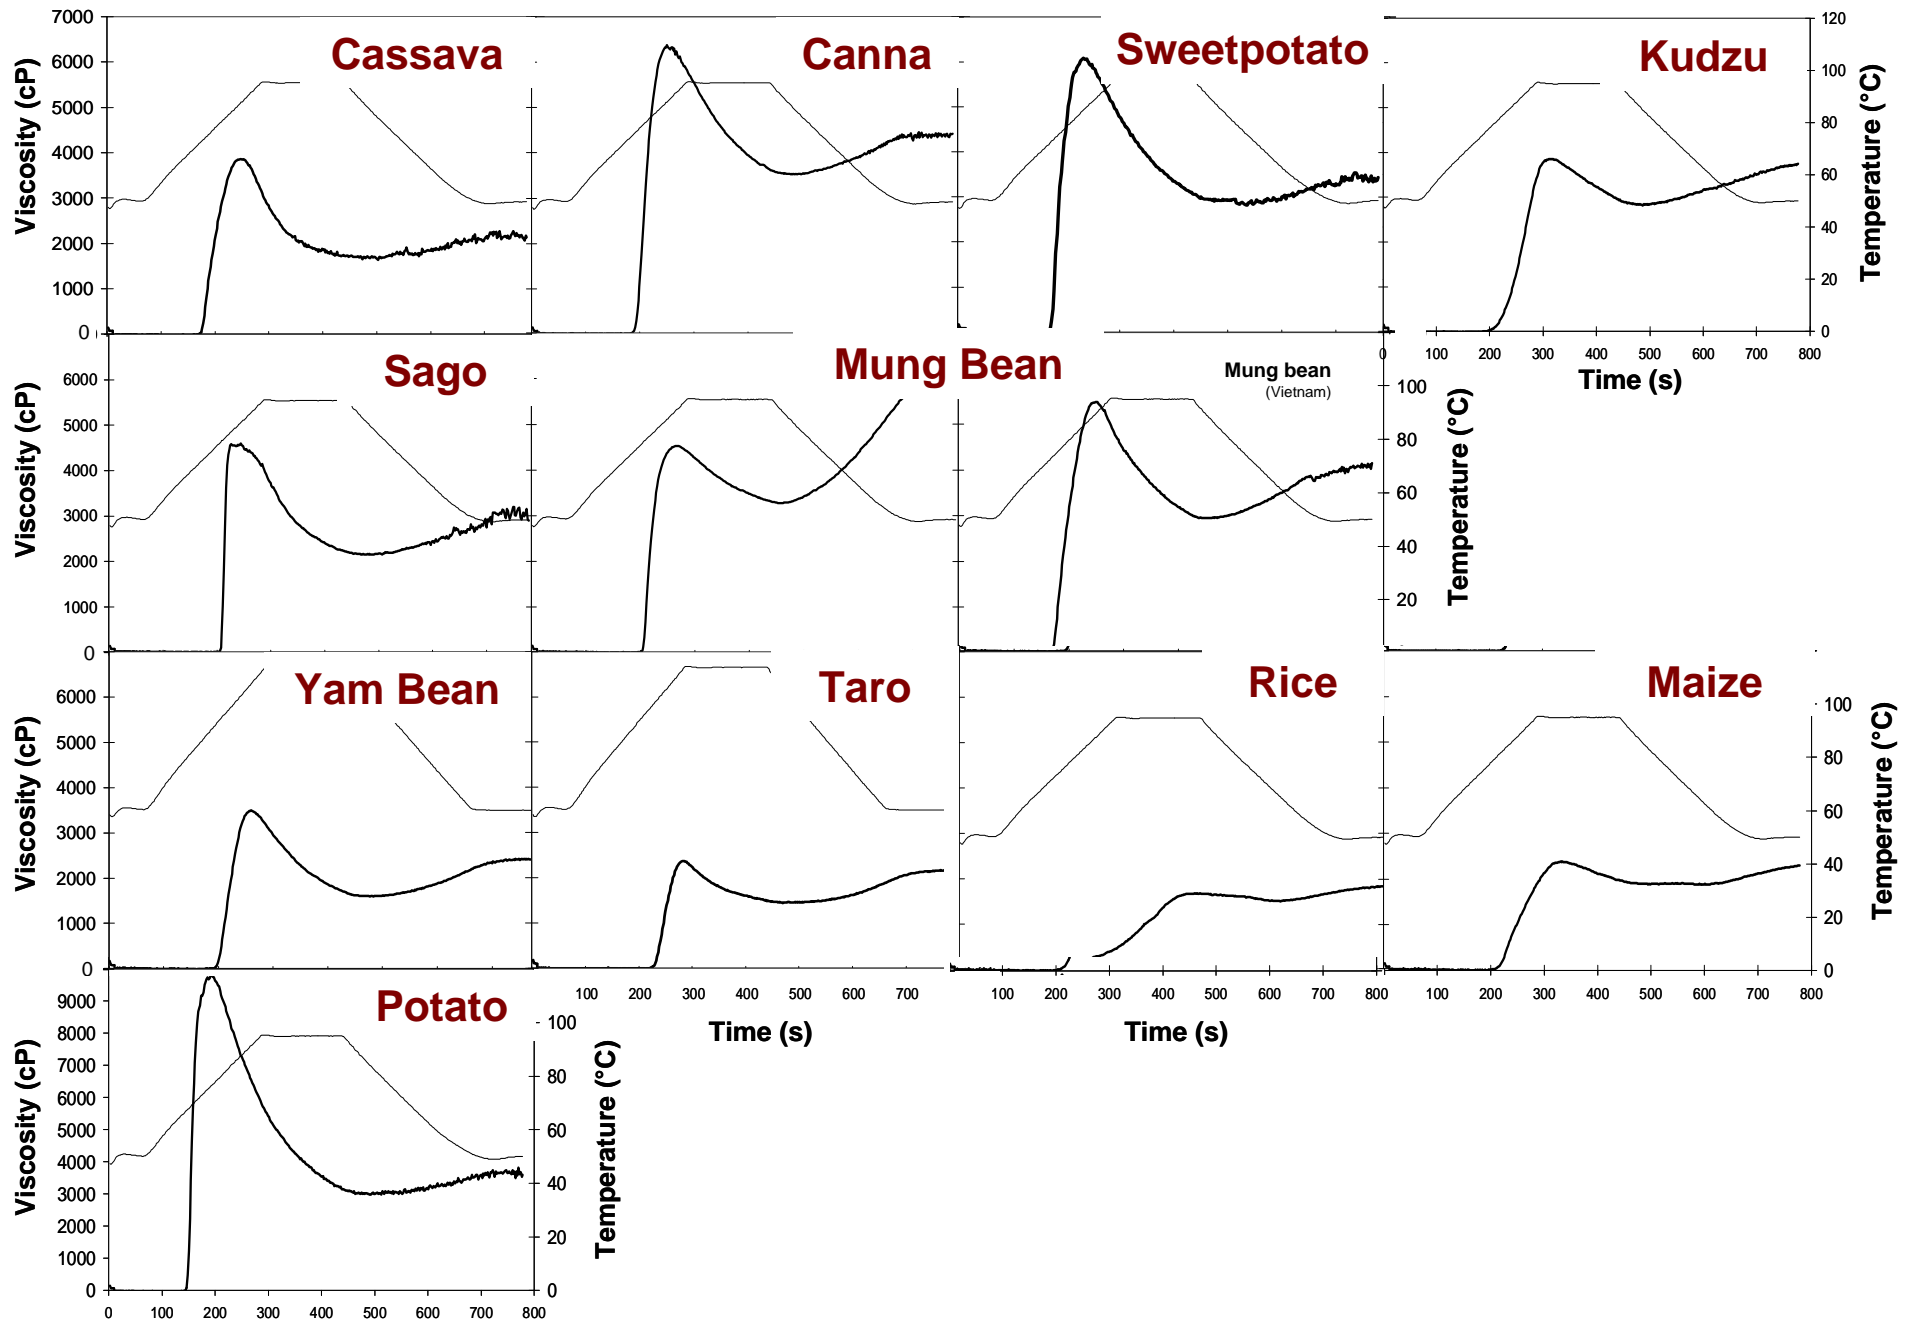 7000
6000
5000
4000
3000
2000
1000
0
Viscosity (cP)
Cassava
Canna
Sweetpotato
Kudzu
120
100
80
60
40
20
0
Temperature (°C)
0 100 200 300 400 500 600 700 800
Time (s)
6000
5000
4000
3000
2000
1000
0
Viscosity (cP)
Sago
Mung Bean
Mung bean
(Vietnam)
100
80
60
40
20
Temperature (°C)
6000
5000
4000
3000
2000
1000
0
Viscosity (cP)
Yam Bean
Taro
Rice
Maize
100
80
60
40
20
0
Temperature (°C)
100 200 300 400 500 600 700
Time (s)
100 200 300 400 500 600 700 800
Time (s)
100 200 300 400 500 600 700 800
9000
8000
7000
6000
5000
4000
3000
2000
1000
0
Viscosity (cP)
Potato
100
80
60
40
20
0
Temperature (°C)
0 100 200 300 400 500 600 700 800